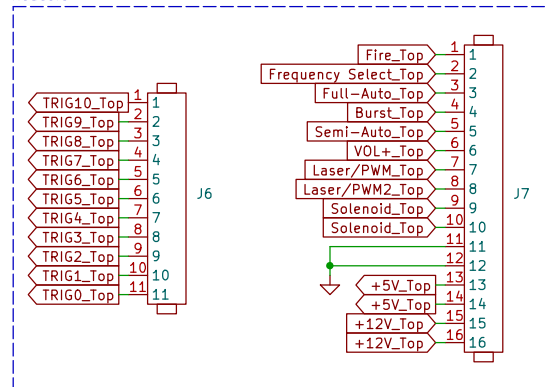 TRIG10_Top 1 1
TRIG9_Top 2 2
TRIG8_Top 3 3
TRIG7_Top 4 4
TRIG6_Top 5 5
TRIG5_Top 6 6
TRIG4_Top 7 7
TRIG3_Top 8 8
TRIG2_Top 9 9
TRIG1_Top 10 10
TRIG0_Top 11 11
J6
Fire_Top 1 1
Frequency Select_Top 2 2
Full-Auto_Top 3 3
Burst_Top 4 4
Semi-Auto_Top 5 5
VOL+_Top 6 6
Laser/PWM_Top 7 7
Laser/PWM2_Top 8 8
Solenoid_Top 9 9
Solenoid_Top 10 10
11 11
12 12
+5V_Top 13 13
+5V_Top 14 14
+12V_Top 15 15
+12V_Top 16 16
J7